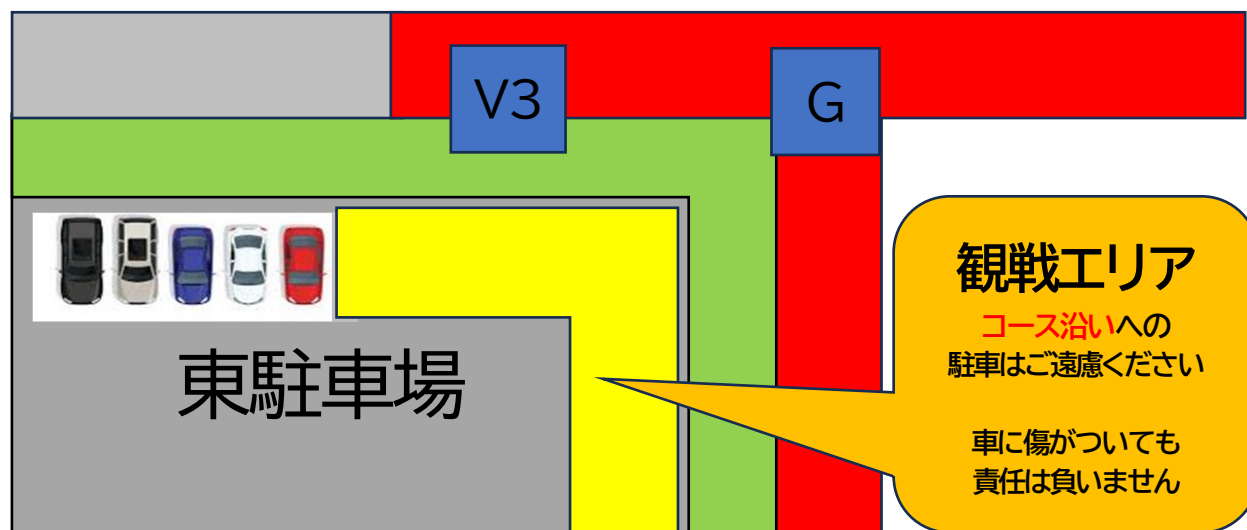 V3
G
東駐車場
観戦エリア
コース沿いへの
駐車はご遠慮ください
車に傷がついても
責任は負いません